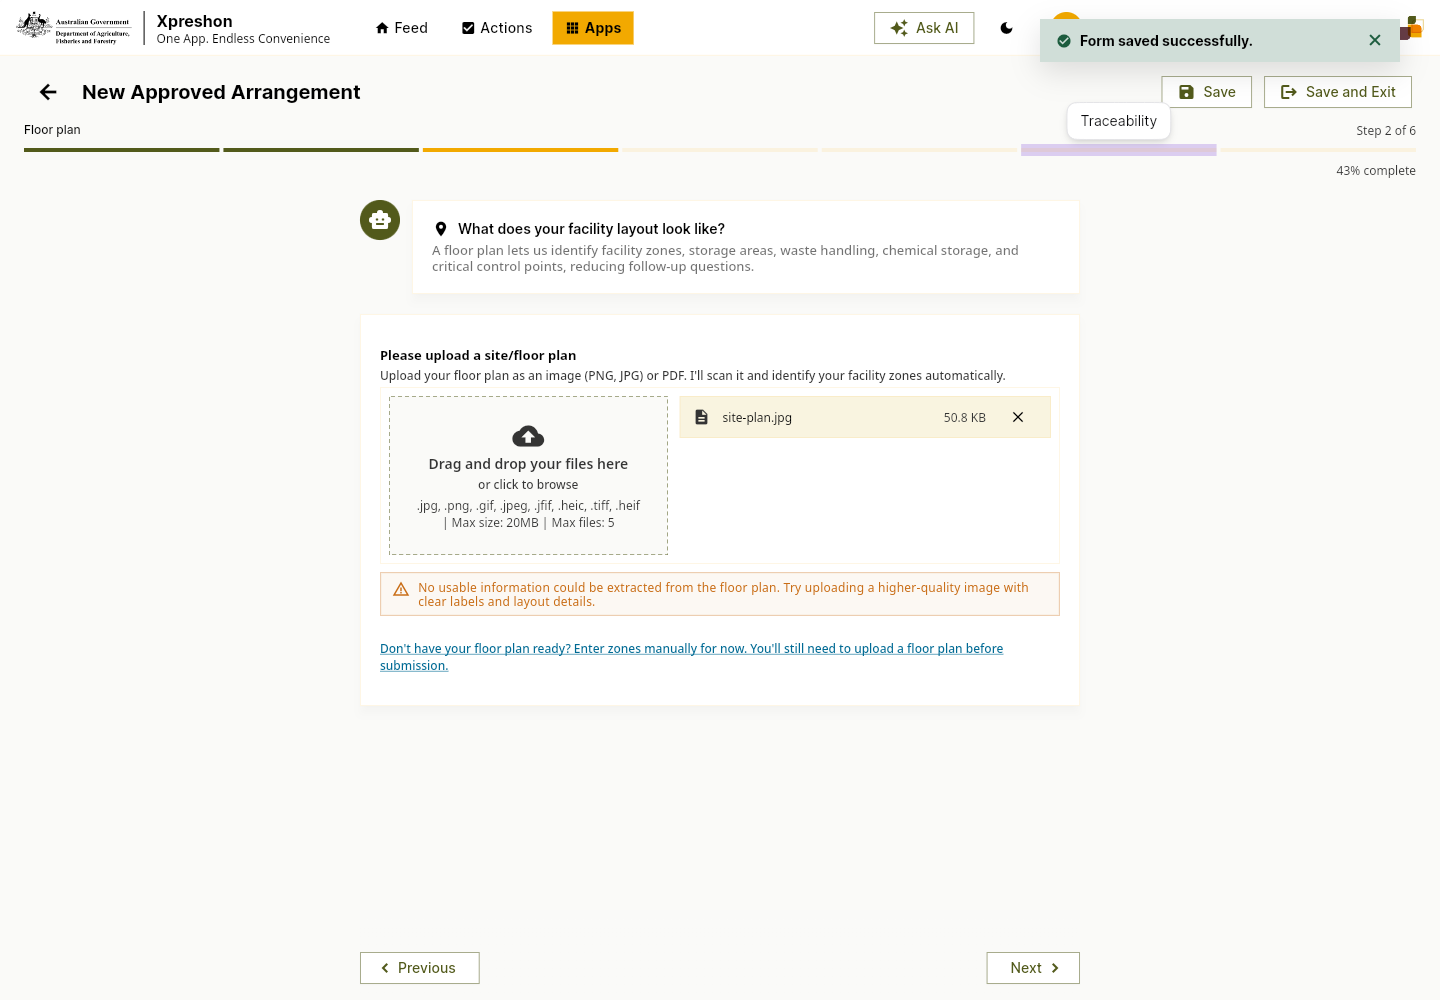 Australian Government
Department of Agriculture,
Fisheries and Forestry
Xpreshon
One App. Endless Convenience
Feed
Actions
Apps
Ask AI
Form saved successfully.
New Approved Arrangement
Save
Save and Exit
Floor plan
Traceability
Step 2 of 6
43% complete
What does your facility layout look like?
A floor plan lets us identify facility zones, storage areas, waste handling, chemical storage, and
critical control points, reducing follow-up questions.
Please upload a site/floor plan
Upload your floor plan as an image (PNG, JPG) or PDF. I'll scan it and identify your facility zones automatically.
Drag and drop your files here
or click to browse
.jpg, .png, .gif, .jpeg, .jfif, .heic, .tiff, .heif
| Max size: 20MB | Max files: 5
site-plan.jpg
50.8 KB
No usable information could be extracted from the floor plan. Try uploading a higher-quality image with
clear labels and layout details.
Don't have your floor plan ready? Enter zones manually for now. You'll still need to upload a floor plan before
submission.
Previous
Next